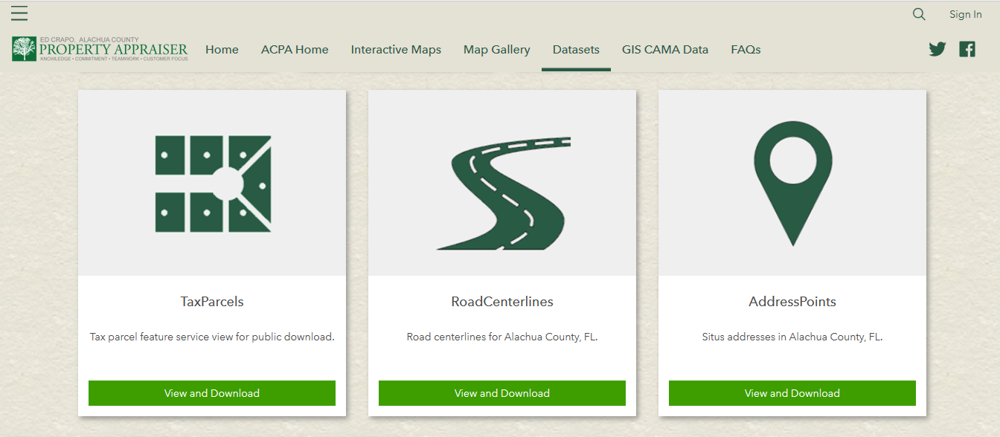 Sign In
ED CRAPO, ALACHUA COUNTY
PROPERTY APPRAISER
KNOWLEDGE • COMMITMENT • TEAMWORK • CUSTOMER FOCUS
Home ACPA Home Interactive Maps Map Gallery Datasets GIS CAMA Data FAQs
TaxParcels
Tax parcel feature service view for public download.
View and Download
RoadCenterlines
Road centerlines for Alachua County, FL.
View and Download
AddressPoints
Situs addresses in Alachua County, FL.
View and Download